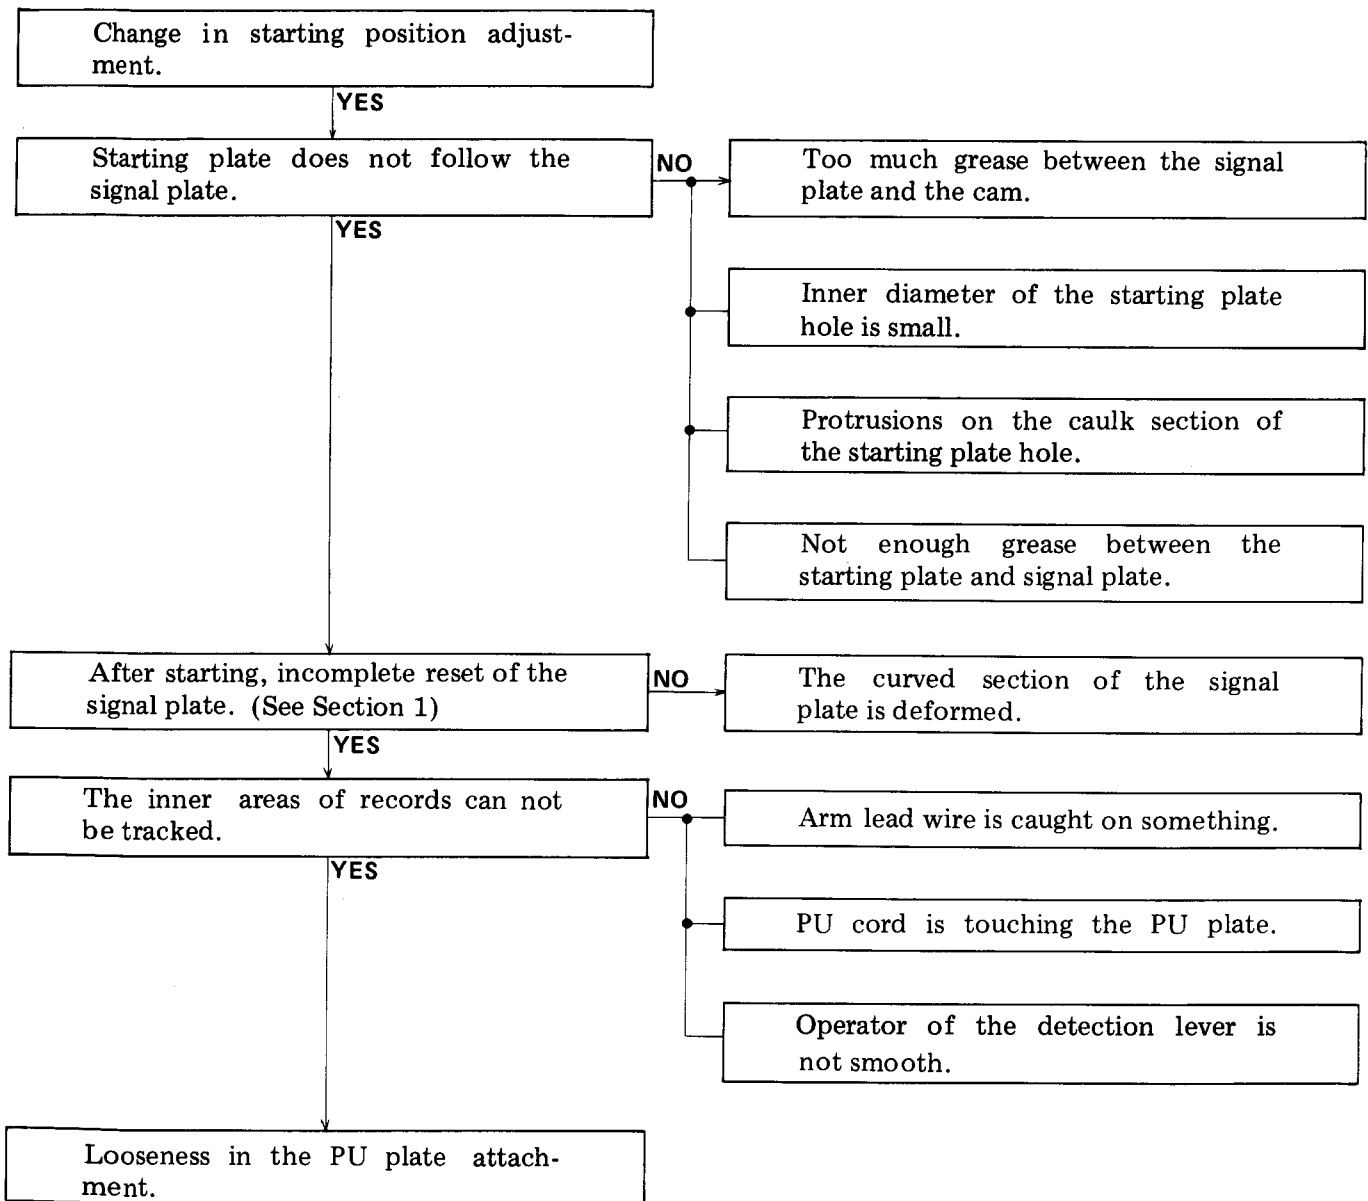 Change in starting position adjust-
ment.
YES
Starting plate does not follow the
signal plate.
NO
Too much grease between the signal
plate and the cam.
YES
Inner diameter of the starting plate
hole is small.
Protrusions on the caulk section of
the starting plate hole.
Not enough grease between the
starting plate and signal plate.
After starting, incomplete reset of the
signal plate. (See Section 1)
NO
The curved section of the signal
plate is deformed.
YES
The inner areas of records can not
be tracked.
NO
Arm lead wire is caught on something.
YES
PU cord is touching the PU plate.
Operator of the detection lever is
not smooth.
Looseness in the PU plate attach-
ment.